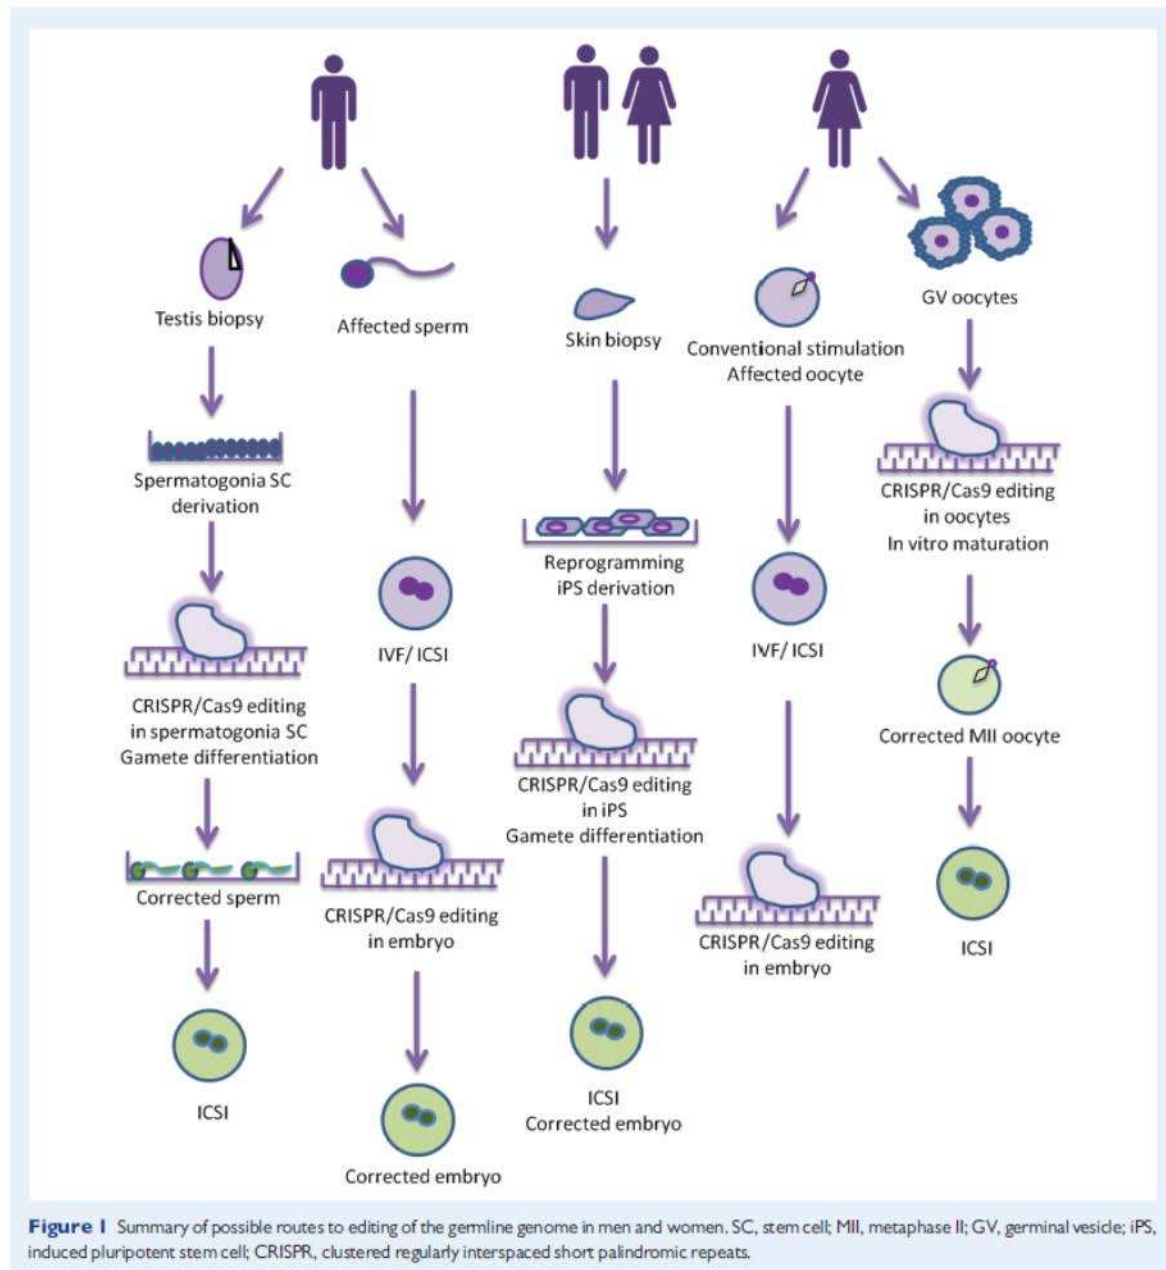 Testis biopsy
Spermatogonia SC
derivation
CRISPR/Cas9 editing
in spermatogonia SC
Gamete differentiation
Corrected sperm
ICSI
Affected sperm
IVF/ ICSI
CRISPR/Cas9 editing
in embryo
Corrected embryo
Skin biopsy
Reprogramming
iPS derivation
CRISPR/Cas9 editing
in iPS
Gamete differentiation
ICSI
Corrected embryo
Conventional stimulation
Affected oocyte
IVF/ ICSI
CRISPR/Cas9 editing
in embryo
GV oocytes
CRISPR/Cas9 editing
in oocytes
In vitro maturation
Corrected MII oocyte
ICSI
Figure 1 Summary of possible routes to editing of the germline genome in men and women. SC, stem cell; MII, metaphase II; GV, germinal vesicle; iPS,
induced pluripotent stem cell; CRISPR, clustered regularly interspaced short palindromic repeats.